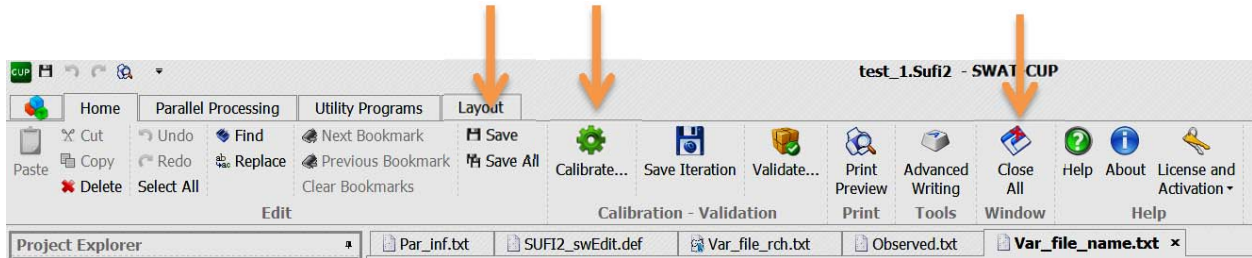 CUP
test_1.Sufi2 - SWAT-CUP
Home Parallel Processing Utility Programs Layout
Paste
Cut
Copy
Delete
Undo
Redo
Select All
Find
Replace
Next Bookmark
Previous Bookmark
Clear Bookmarks
Save
Save All
Edit
Calibrate...
Save Iteration
Validate...
Calibration - Validation
Print
Preview
Print
Advanced
Writing
Tools
Close
All
Window
Help
About
License and
Activation
Help
Project Explorer
Par_inf.txt SUFI2_swEdit.def Var_file_rch.txt Observed.txt Var_file_name.txt x